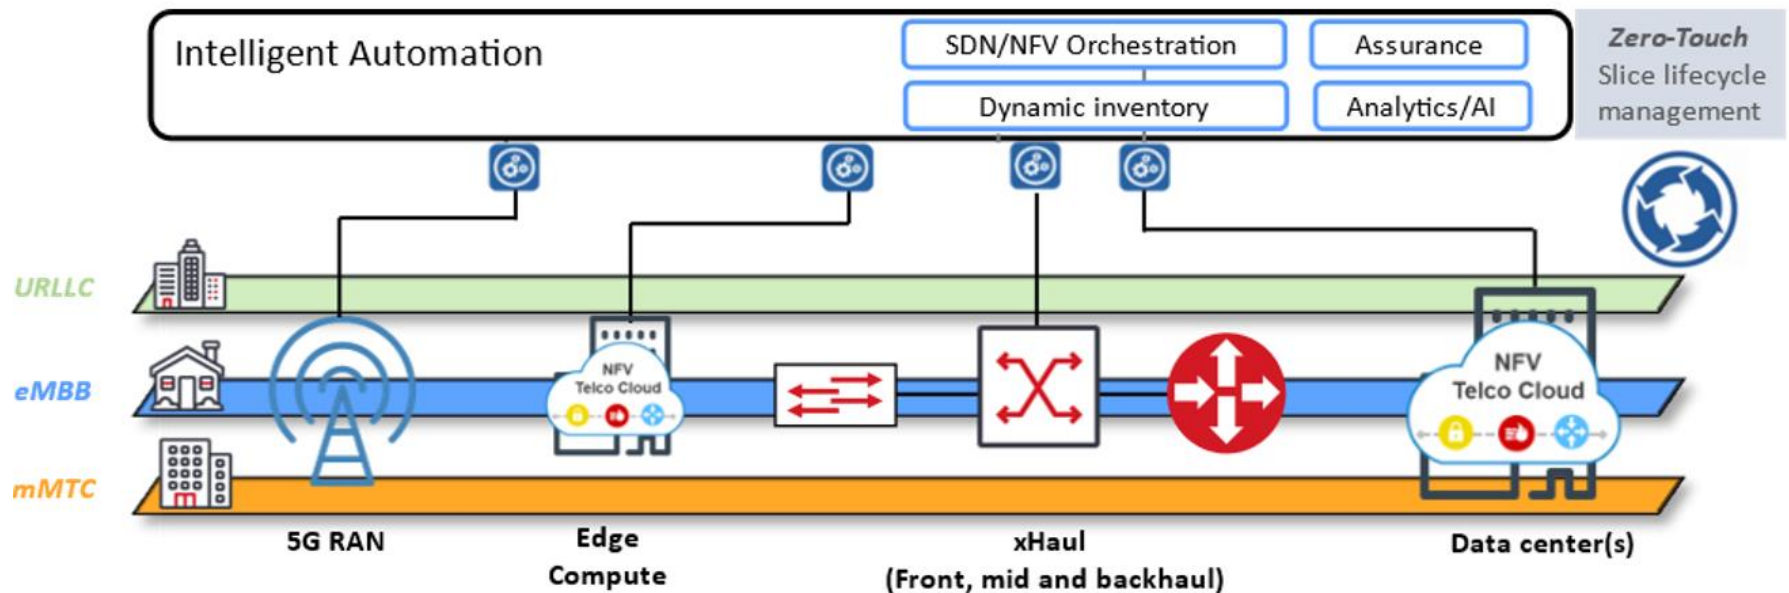 Intelligent Automation
SDN/NFV Orchestration
Assurance
Dynamic inventory
Analytics/AI
Zero-Touch
Slice lifecycle
management
URLLC
eMBB
mMTC
NFV
Telco Cloud
NFV
Telco Cloud
5G RAN
Edge
Compute
xHaul
(Front, mid and backhaul)
Data center(s)